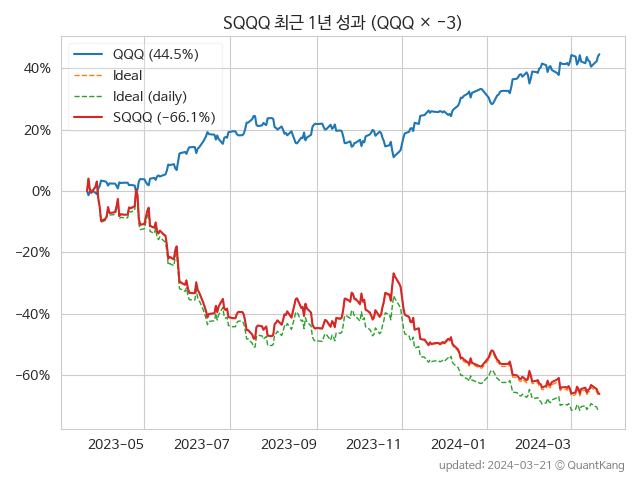 SQQQ 최근 1년 성과 (QQQ × −3)
QQQ (44.5%)
Ideal
Ideal (daily)
SQQQ (−66.1%)
40%
20%
0%
−20%
−40%
−60%
2023-05 2023-07 2023-09 2023-11 2024-01 2024-03
updated: 2024-03-21 © QuantKang